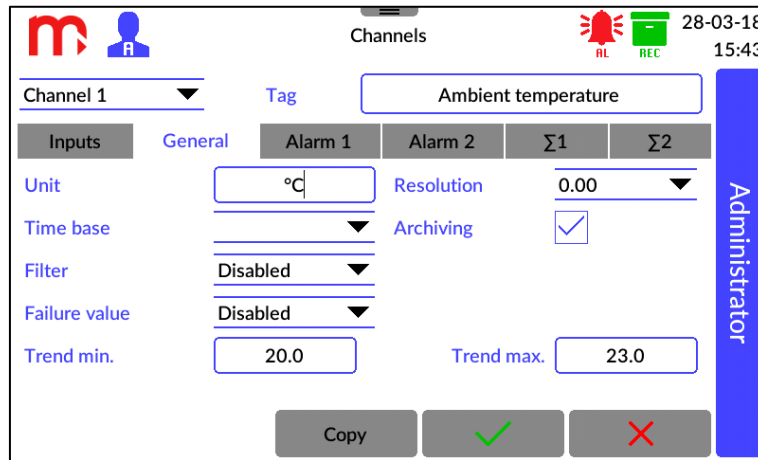 Channels
28-03-18
15:43
A
AL
REC
Channel 1
Tag
Ambient temperature
Inputs
General
Alarm 1
Alarm 2
∑1
∑2
Unit
°C
Resolution
0.00
Time base
Archiving
Filter
Disabled
Failure value
Disabled
Trend min.
20.0
Trend max.
23.0
Copy
Administrator